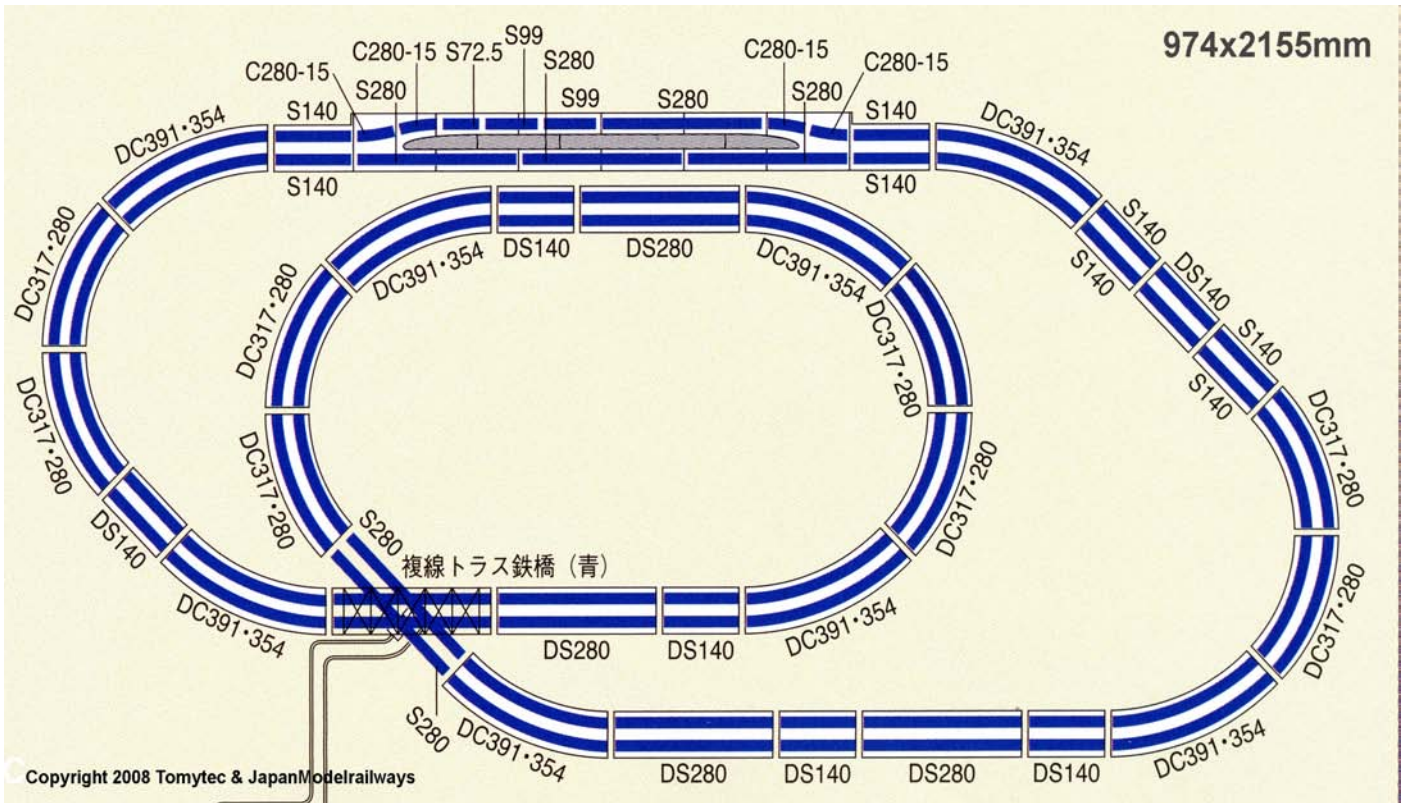 974x2155mm
S99
C280-15
S72.5
S280
C280-15
C280-15
C280-15
S280
S99
S280
S280
S140
S140
DC391・354
DC391・354
S140
S140
DC317・280
DC391・354
DS140
DS280
DC391・354
S140
S140
DS140
S140
S140
DC317・280
DC317・280
DC317・280
DC317・280
DC317・280
DC317・280
DS140
DC391・354
S280
複線トラス鉄橋（青）
DS280
DS140
DC391・354
DC317・280
DC317・280
S280
DC391・354
DS280
DS140
DS280
DS140
DC391・354
Copyright 2008 Tomytec & JapanModelrailways